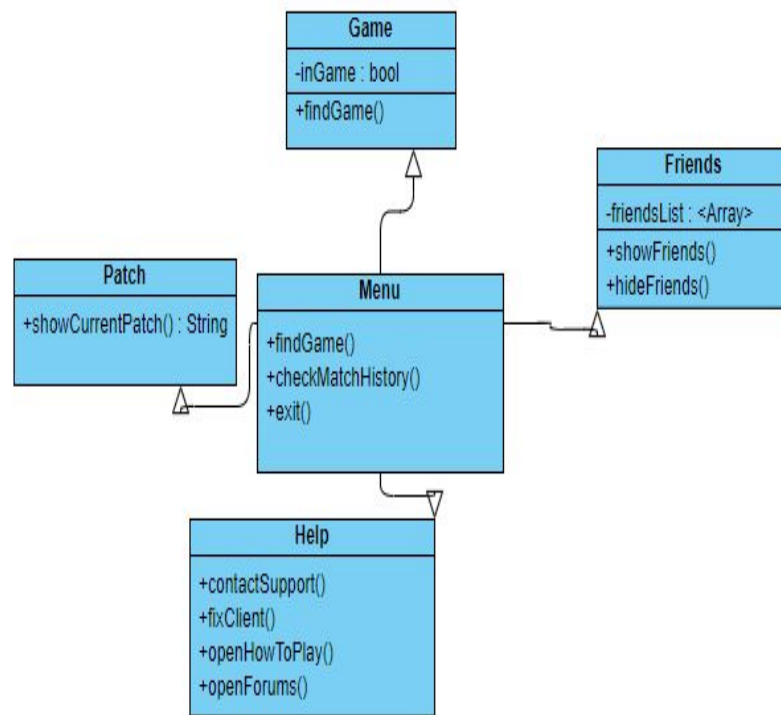 Game
-inGame : bool
+findGame()
Friends
-friendsList : <Array>
+showFriends()
+hideFriends()
Patch
+showCurrentPatch() : String
Menu
+findGame()
+checkMatchHistory()
+exit()
Help
+contactSupport()
+fixClient()
+openHowToPlay()
+openForums()